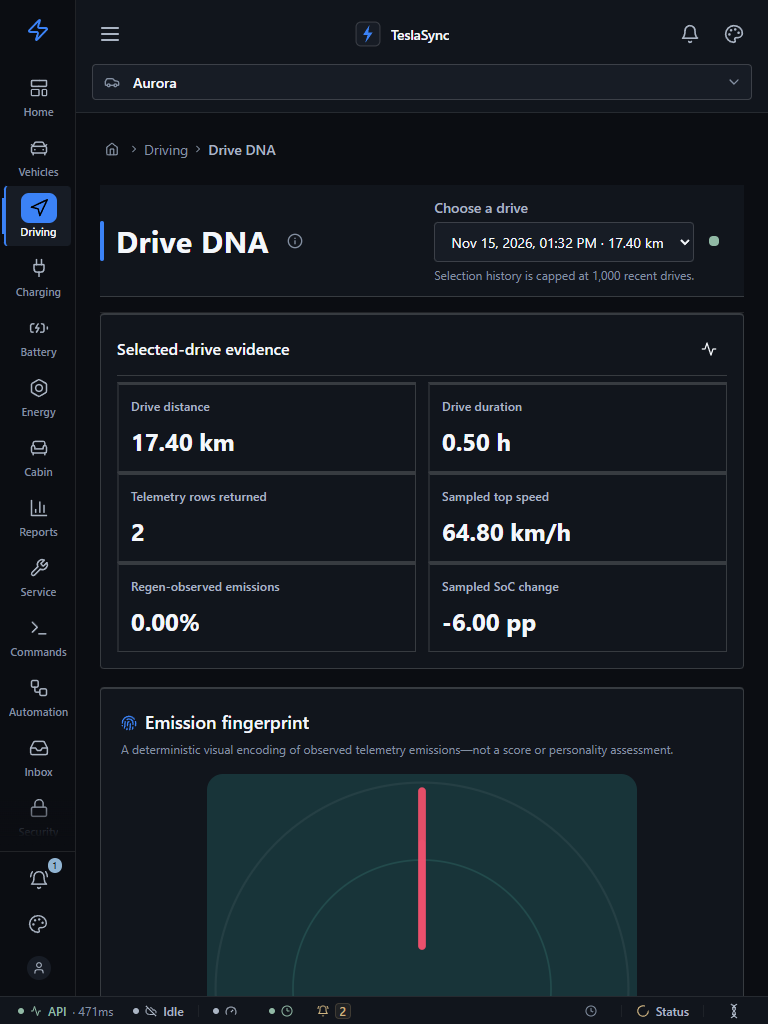 TeslaSync
Aurora
Home
Vehicles
Driving
Charging
Battery
Energy
Cabin
Reports
Service
Commands
Automation
Inbox
Security
1
Driving > Drive DNA
Drive DNA
Choose a drive
Nov 15, 2026, 01:32 PM · 17.40 km
Selection history is capped at 1,000 recent drives.
Selected-drive evidence
Drive distance
17.40 km
Drive duration
0.50 h
Telemetry rows returned
2
Sampled top speed
64.80 km/h
Regen-observed emissions
0.00%
Sampled SoC change
-6.00 pp
Emission fingerprint
A deterministic visual encoding of observed telemetry emissions—not a score or personality assessment.
API · 471ms
Idle
2
Status